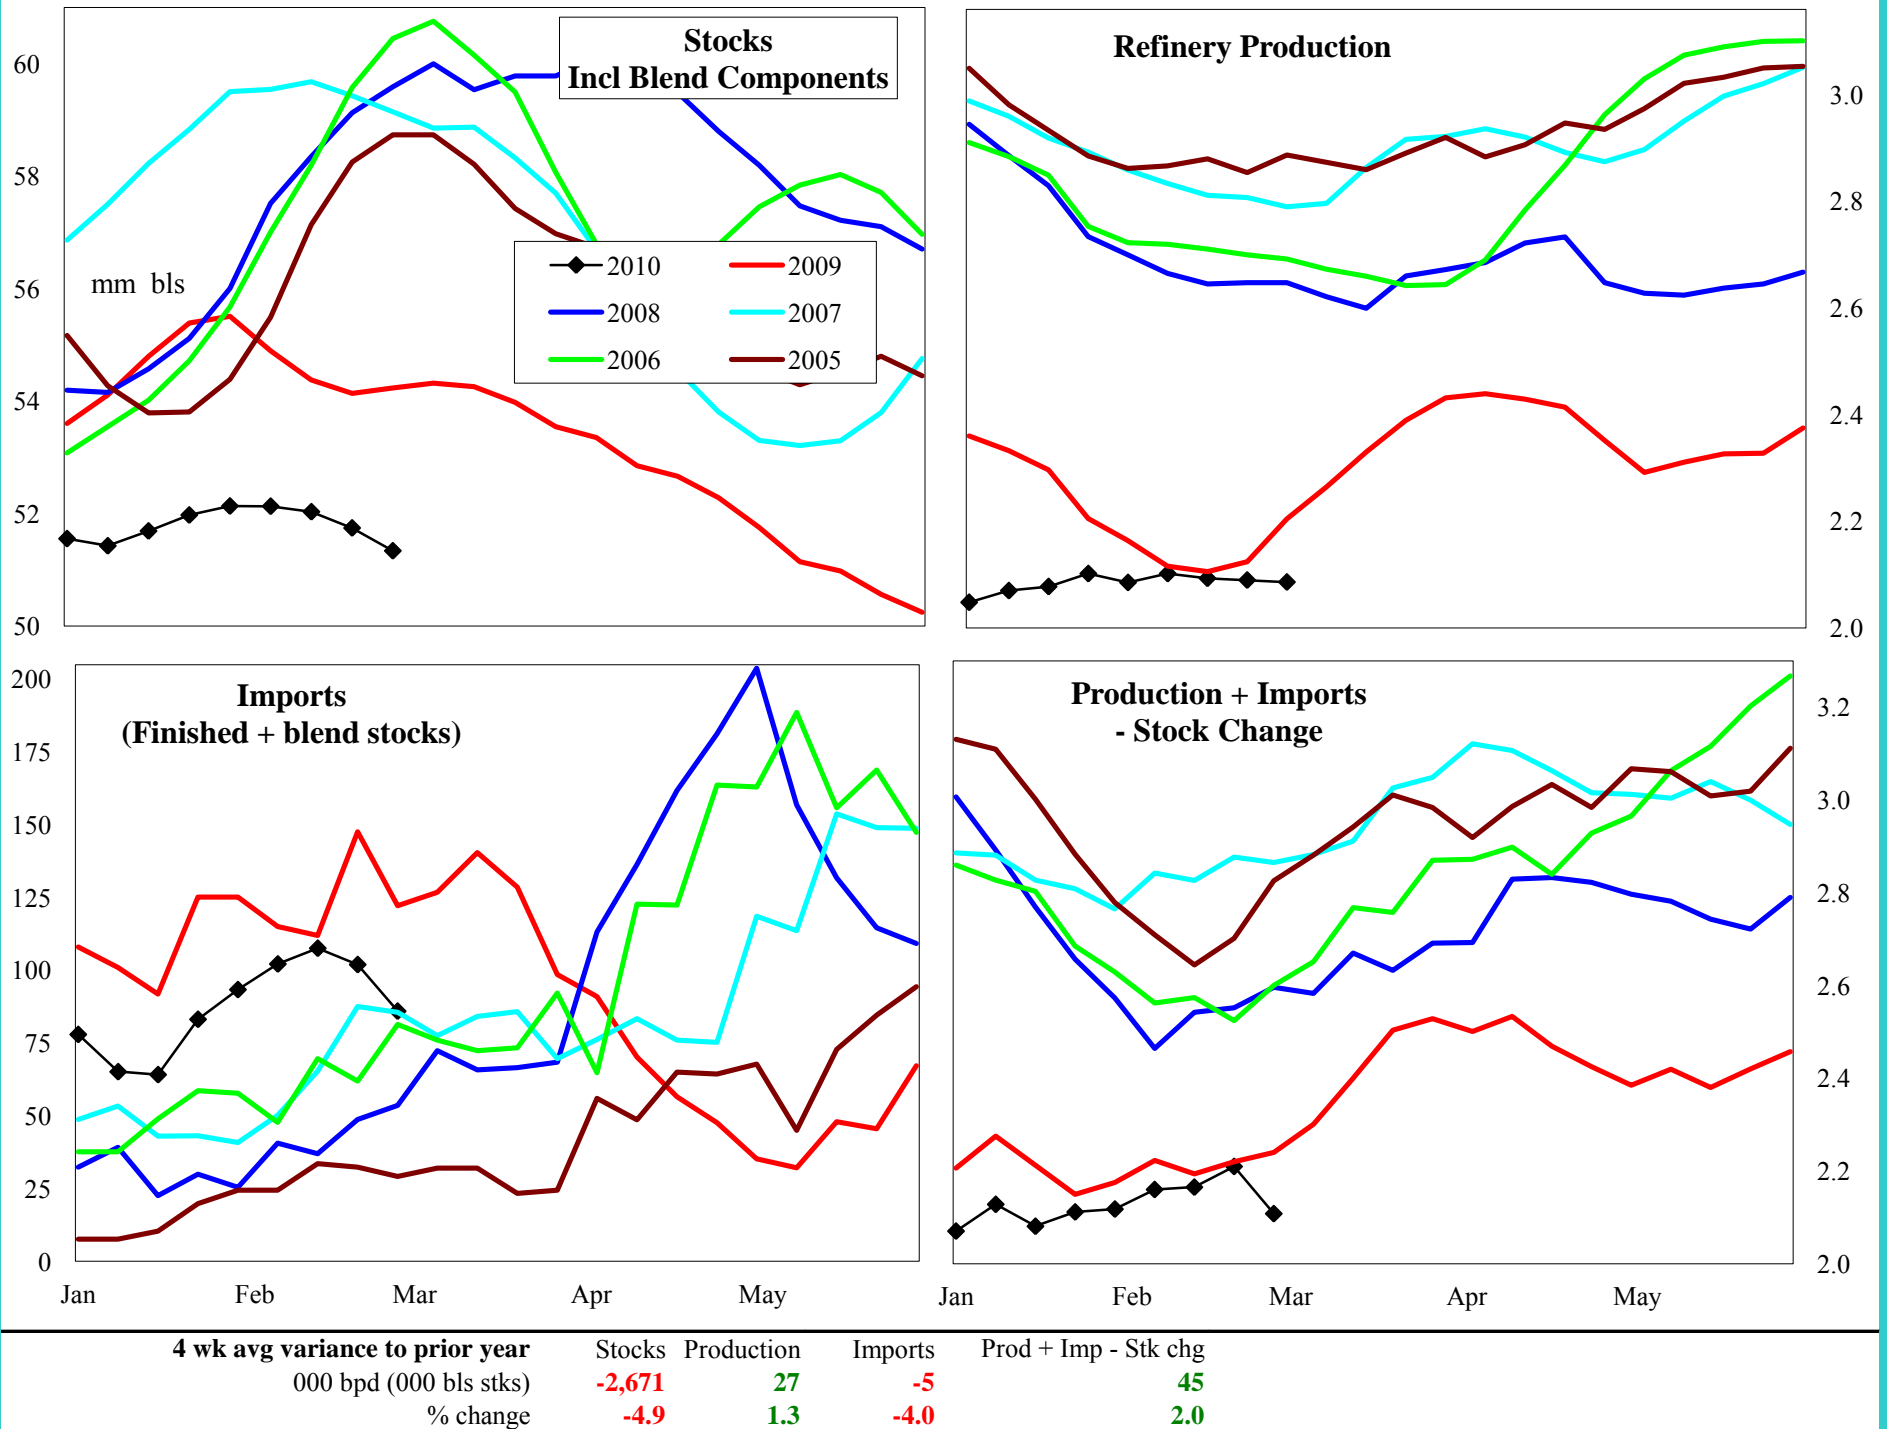 Stocks
Incl Blend Components
60
58
56
54
52
50
mm bls
2010
2009
2008
2007
2006
2005
Refinery Production
3.0
2.8
2.6
2.4
2.2
2.0
Imports
(Finished + blend stocks)
200
175
150
125
100
75
50
25
0
Jan Feb Mar Apr May
Production + Imports
- Stock Change
3.2
3.0
2.8
2.6
2.4
2.2
2.0
Jan Feb Mar Apr May
4 wk avg variance to prior year Stocks Production Imports Prod + Imp - Stk chg
000 bpd (000 bls stks) -2,671 27 -5 45
% change -4.9 1.3 -4.0 2.0